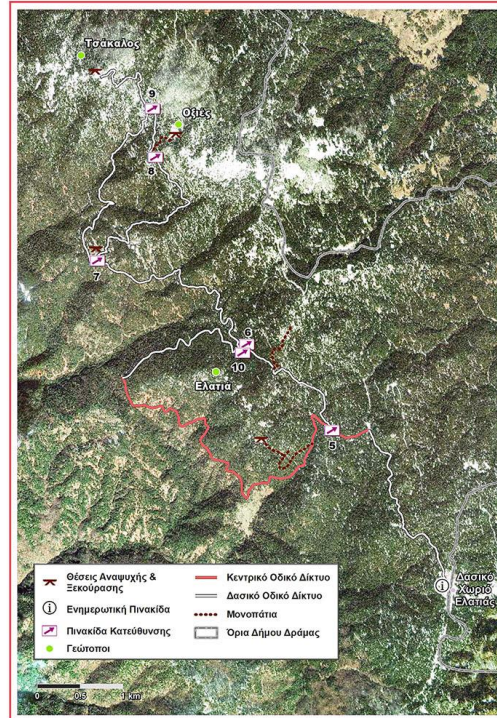 Τσάκαλος
9
Οξιές
8
7
6
10
Ελατιά
5
Δασικό
Χωριό
Ελατιάς
Θέσεις Αναψυχής &
Ξεκούρασης
Ενημερωτική Πινακίδα
Πινακίδα Κατεύθυνσης
Γεώτοποι
Κεντρικό Οδικό Δίκτυο
Δασικό Οδικό Δίκτυο
Μονοπάτια
Όρια Δήμου Δράμας
0 0.5 1 km